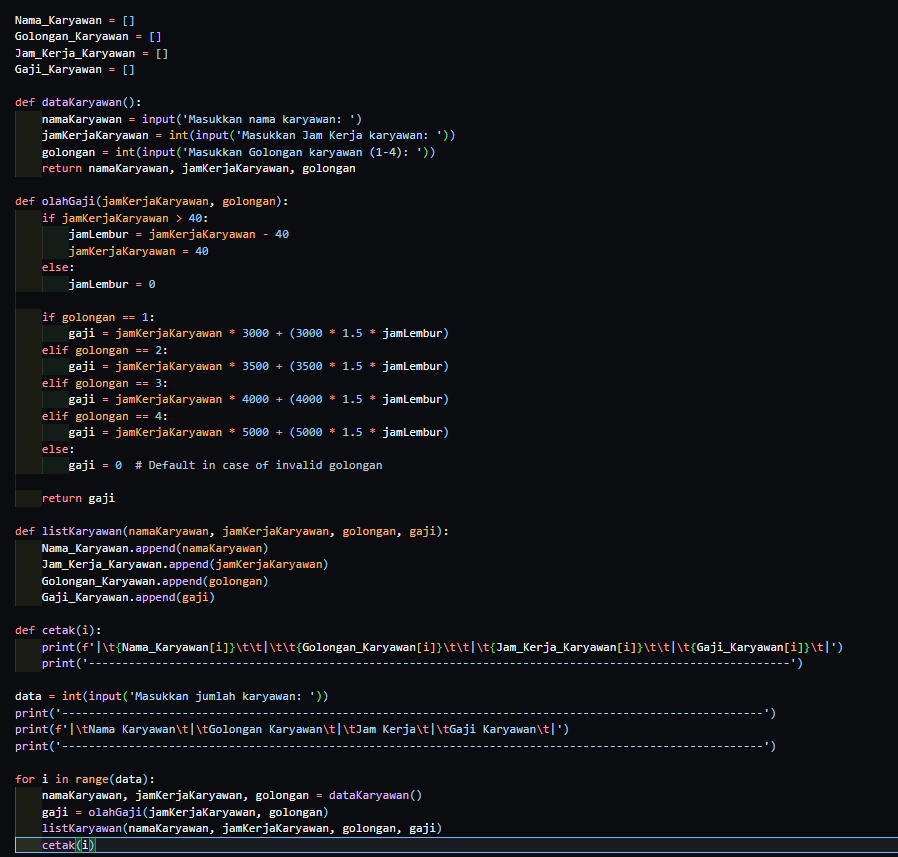 Nama_Karyawan = []
Golongan_Karyawan = []
Jam_Kerja_Karyawan = []
Gaji_Karyawan = []

def dataKaryawan():
    namaKaryawan = input('Masukkan nama karyawan: ')
    jamKerjaKaryawan = int(input('Masukkan Jam Kerja karyawan: '))
    golongan = int(input('Masukkan Golongan karyawan (1-4): '))
    return namaKaryawan, jamKerjaKaryawan, golongan

def olahGaji(jamKerjaKaryawan, golongan):
    if jamKerjaKaryawan > 40:
        jamLembur = jamKerjaKaryawan - 40
        jamKerjaKaryawan = 40
    else:
        jamLembur = 0

    if golongan == 1:
        gaji = jamKerjaKaryawan * 3000 + (3000 * 1.5 * jamLembur)
    elif golongan == 2:
        gaji = jamKerjaKaryawan * 3500 + (3500 * 1.5 * jamLembur)
    elif golongan == 3:
        gaji = jamKerjaKaryawan * 4000 + (4000 * 1.5 * jamLembur)
    elif golongan == 4:
        gaji = jamKerjaKaryawan * 5000 + (5000 * 1.5 * jamLembur)
    else:
        gaji = 0  # Default in case of invalid golongan

    return gaji

def listKaryawan(namaKaryawan, jamKerjaKaryawan, golongan, gaji):
    Nama_Karyawan.append(namaKaryawan)
    Jam_Kerja_Karyawan.append(jamKerjaKaryawan)
    Golongan_Karyawan.append(golongan)
    Gaji_Karyawan.append(gaji)

def cetak(i):
    print(f'|\t{Nama_Karyawan[i]}\t\t|\t\t{Golongan_Karyawan[i]}\t\t|\t{Jam_Kerja_Karyawan[i]}\t\t|\t{Gaji_Karyawan[i]}\t|')
    print('---------------------------------------------------------------------------------------------------------')

data = int(input('Masukkan jumlah karyawan: '))
print('---------------------------------------------------------------------------------------------------------')
print(f'|\tNama Karyawan\t|\tGolongan Karyawan\t|\tJam Kerja\t|\tGaji Karyawan\t|')
print('---------------------------------------------------------------------------------------------------------')

for i in range(data):
    namaKaryawan, jamKerjaKaryawan, golongan = dataKaryawan()
    gaji = olahGaji(jamKerjaKaryawan, golongan)
    listKaryawan(namaKaryawan, jamKerjaKaryawan, golongan, gaji)
    cetak(i)